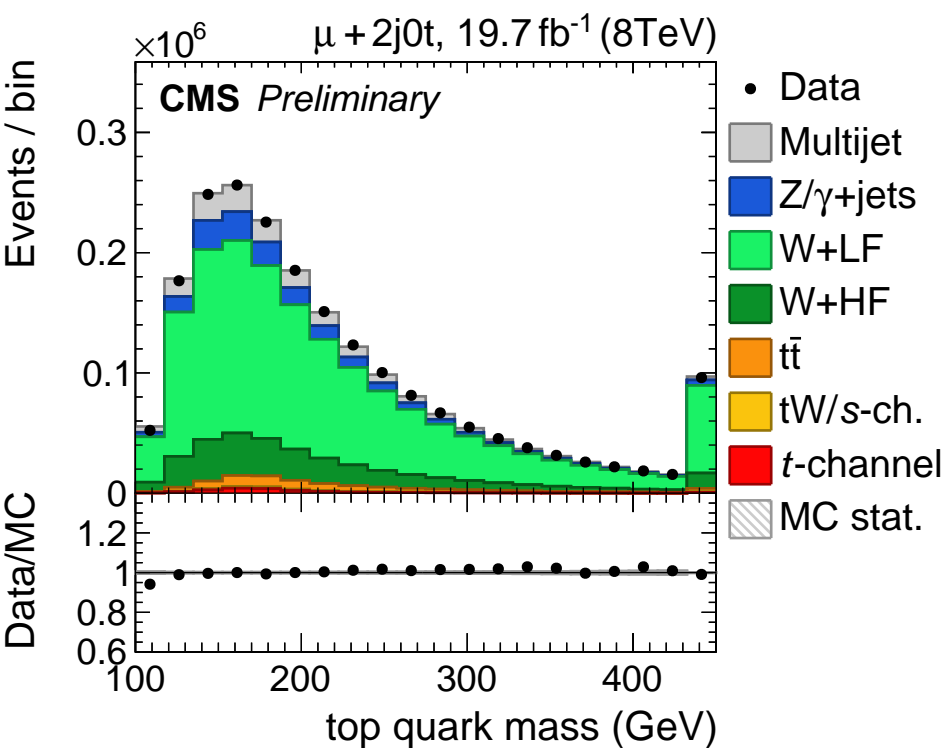 ×10⁶
μ + 2j0t, 19.7 fb⁻¹ (8TeV)
CMS Preliminary
Events / bin
0.3
0.2
0.1
0
Data
Multijet
Z/γ+jets
W+LF
W+HF
tt̄
tW/s-ch.
t-channel
MC stat.
Data/MC
1.2
1
0.8
0.6
100 200 300 400
top quark mass (GeV)